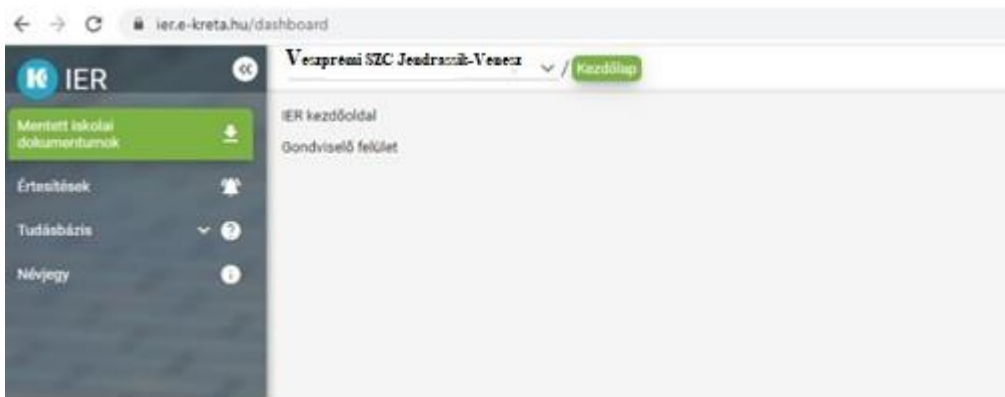 ier.e-kreta.hu/dashboard
IER
Veszprémi SZC Jendrassik-Venesz / Kezdőlap
Mentett iskolai
dokumentumok
Értesítések
Tudásbázis
Névjegy
IER kezdőoldal
Gondviselő felület